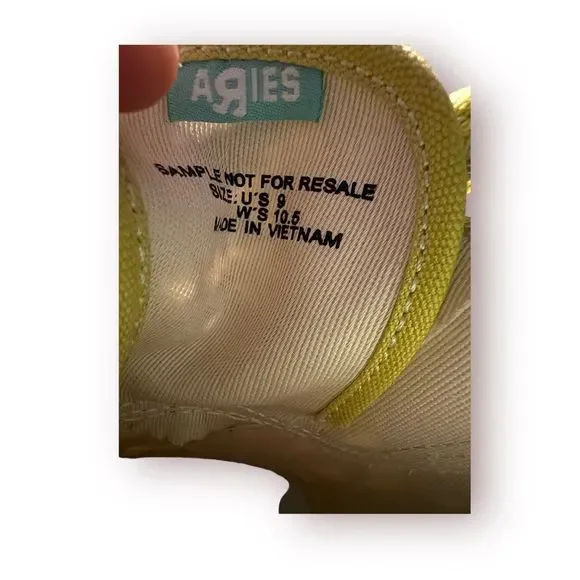 ARIES
SAMPLE NOT FOR RESALE
SIZE: U'S 9
W'S 10.5
MADE IN VIETNAM